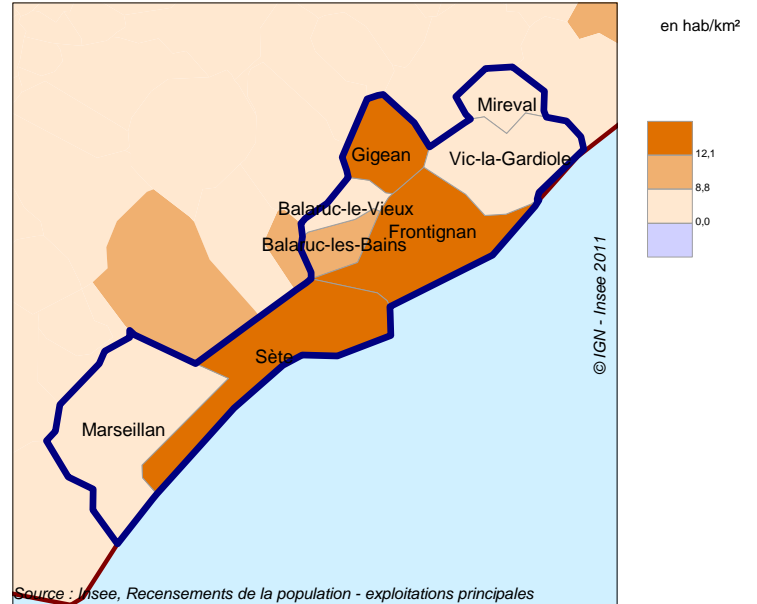 en hab/km²
Mireval
12,1
Gigean
Vic-la-Gardiole
8,8
Balaruc-le-Vieux
0,0
Frontignan
Balaruc-les-Bains
© IGN - Insee 2011
Sète
Marseillan
Source : Insee, Recensements de la population - exploitations principales